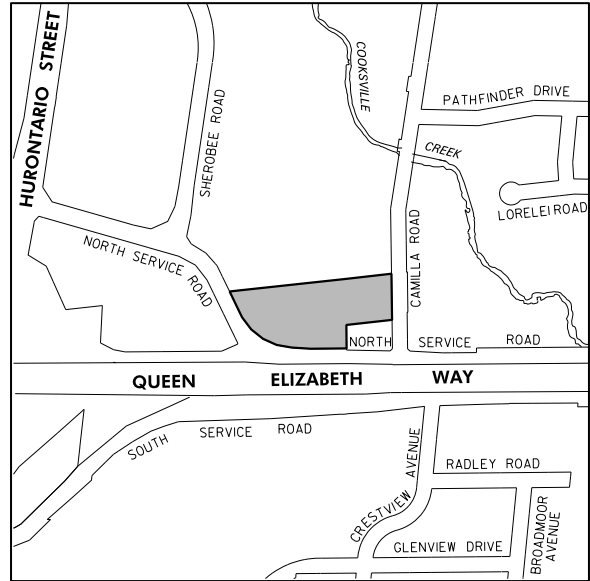 HURONTARIO STREET
SHEROBEE ROAD
COOKSVILLE
CREEK
PATHFINDER DRIVE
LORELEI ROAD
CAMILLA ROAD
NORTH SERVICE ROAD
NORTH SERVICE ROAD
QUEEN ELIZABETH WAY
SOUTH SERVICE ROAD
CRESTVIEW AVENUE
RADLEY ROAD
GLENVIEW DRIVE
BROADMOOR
AVENUE